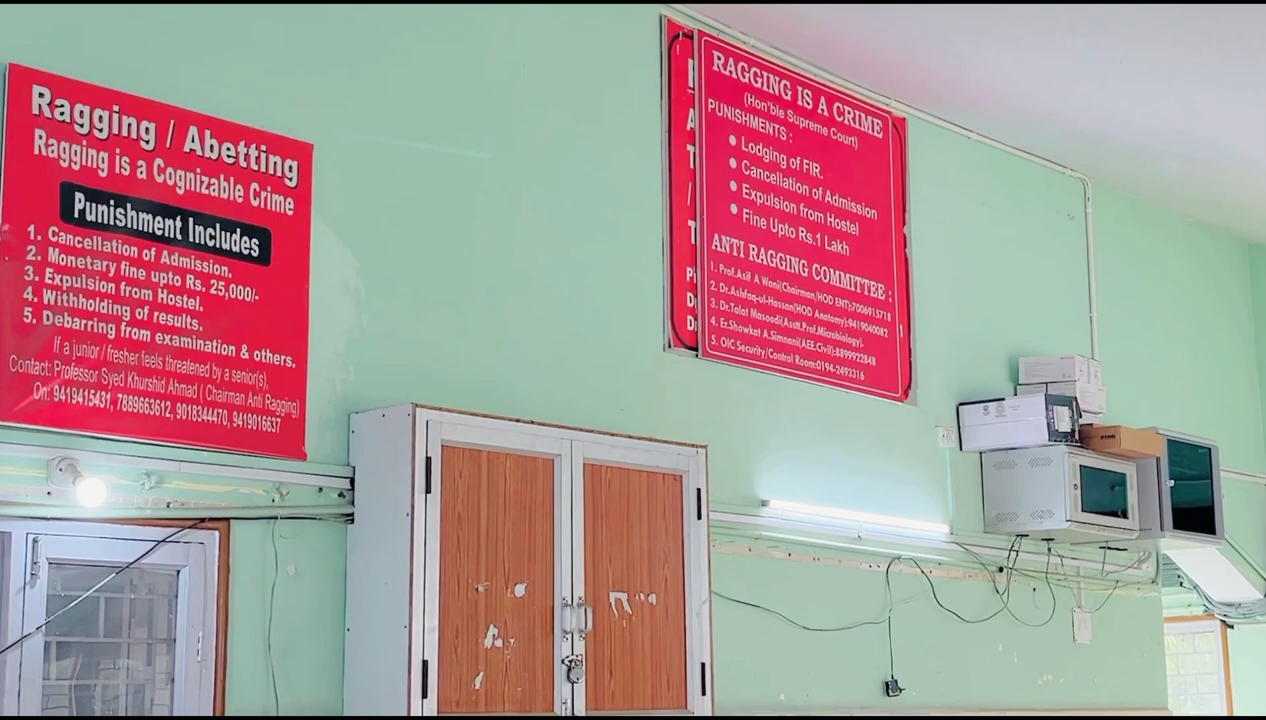 Ragging / Abetting
Ragging is a Cognizable Crime
Punishment Includes
1. Cancellation of Admission.
2. Monetary fine upto Rs. 25,000/-
3. Expulsion from Hostel.
4. Withholding of results.
5. Debarring from examination & others.
If a junior / fresher feels threatened by a senior(s),
Contact: Professor Syed Khurshid Ahmad ( Chairman Anti Ragging)
On: 9419415431, 7889663612, 9018344470, 9419016637
RAGGING IS A CRIME
(Hon'ble Supreme Court)
PUNISHMENTS :
● Lodging of FIR.
● Cancellation of Admission
● Expulsion from Hostel
● Fine Upto Rs.1 Lakh
ANTI RAGGING COMMITTEE :
1. Prof.Asif A Wani(Chairman/HOD ENT):7006915718
2. Dr.Ashfaq-ul-Hassan(HOD Anatomy):9419040082
3. Dr.Talat Masoodi(Asstt.Prof.Microbiology).
4. Er.Showkat A.Simnani(AEE.Civil):8899922848
5. OIC Security/Control Room:0194-2493316